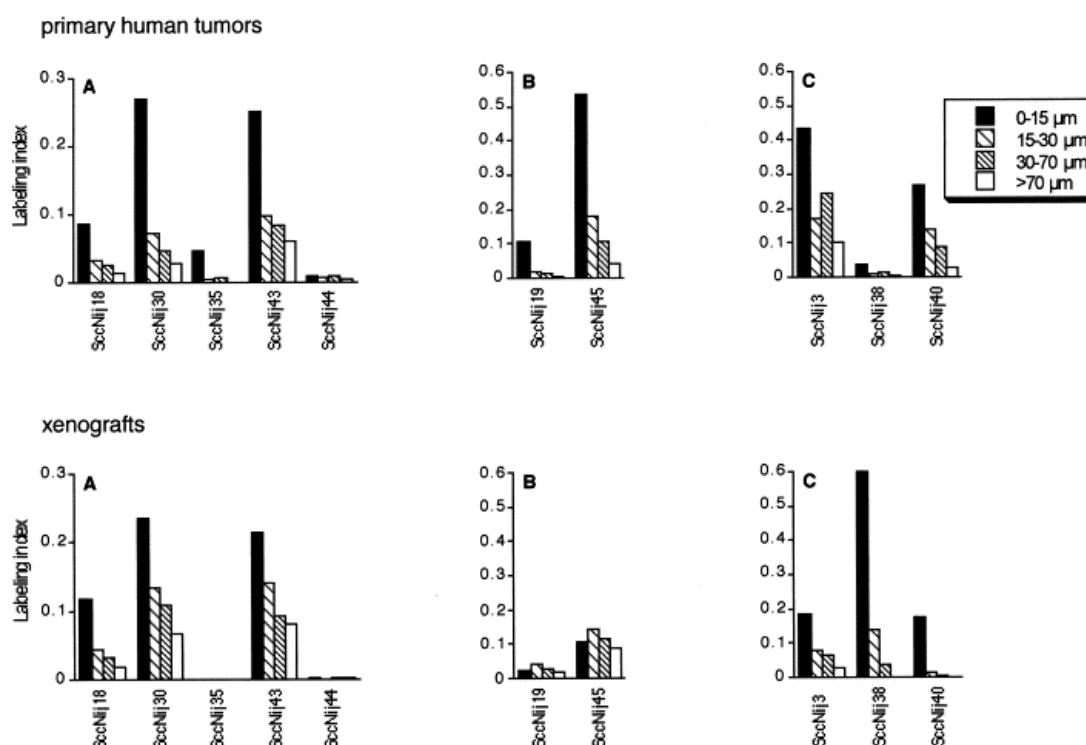 primary human tumors
A
0.3
0.2
0.1
0
Labeling index
SccNij18
SccNij30
SccNij35
SccNij43
SccNij44
B
0.6
0.5
0.4
0.3
0.2
0.1
0
SccNij19
SccNij45
C
0.6
0.5
0.4
0.3
0.2
0.1
0
SccNij3
SccNij38
SccNij40
0-15 µm
15-30 µm
30-70 µm
>70 µm
xenografts
A
0.3
0.2
0.1
0
Labeling index
SccNij18
SccNij30
SccNij35
SccNij43
SccNij44
B
0.6
0.5
0.4
0.3
0.2
0.1
0
SccNij19
SccNij45
C
0.6
0.5
0.4
0.3
0.2
0.1
0
SccNij3
SccNij38
SccNij40